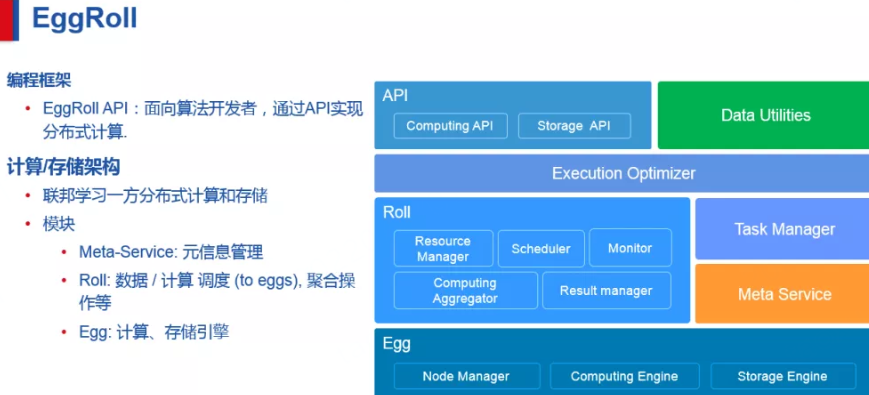 EggRoll
编程框架
• EggRoll API：面向算法开发者，通过API实现
分布式计算.
计算/存储架构
• 联邦学习一方分布式计算和存储
• 模块
• Meta-Service: 元信息管理
• Roll: 数据 / 计算 调度 (to eggs), 聚合操
作等
• Egg: 计算、存储引擎
API
Computing API
Storage API
Data Utilities
Execution Optimizer
Roll
Resource
Manager
Scheduler
Monitor
Computing
Aggregator
Result manager
Task Manager
Meta Service
Egg
Node Manager
Computing Engine
Storage Engine